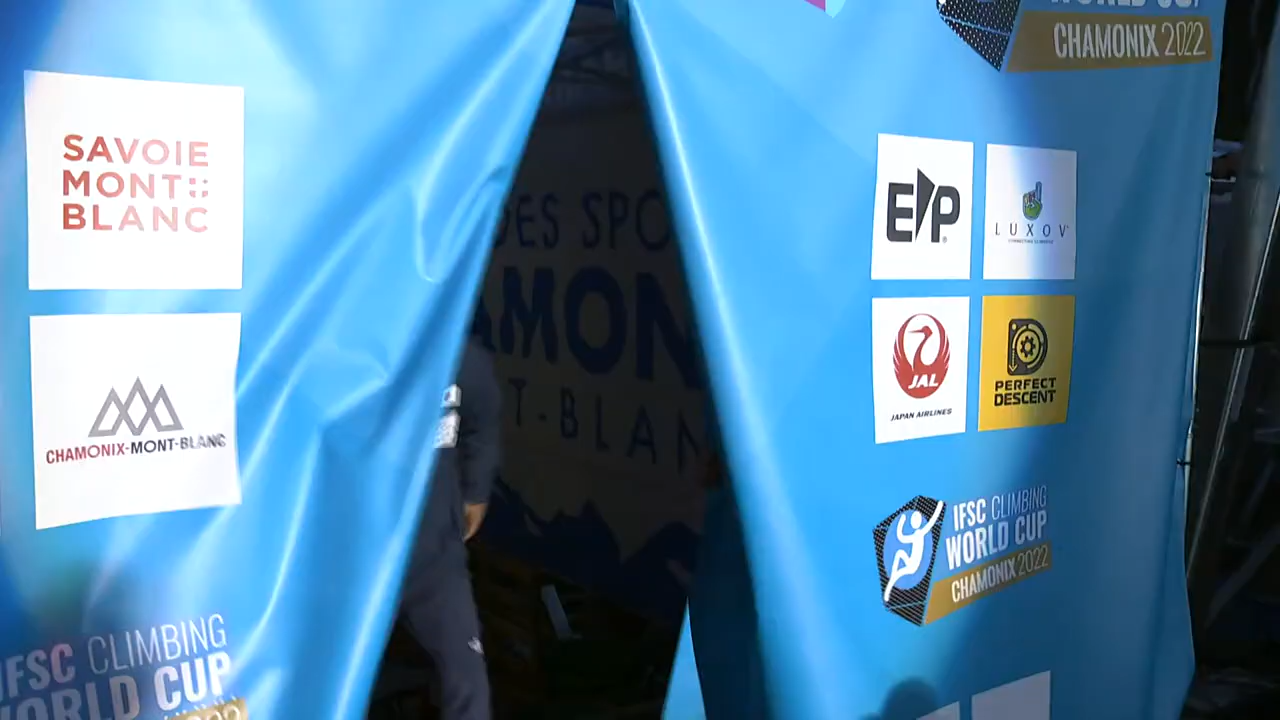 SAVOIE
MONT
BLANC
CHAMONIX-MONT-BLANC
IFSC CLIMBING
WORLD CUP
2022
DES SPO
AMON
T-BLAN
WORLD CUP
CHAMONIX 2022
EP
LUXOV
JAL
JAPAN AIRLINES
PERFECT
DESCENT
IFSC CLIMBING
WORLD CUP
CHAMONIX 2022